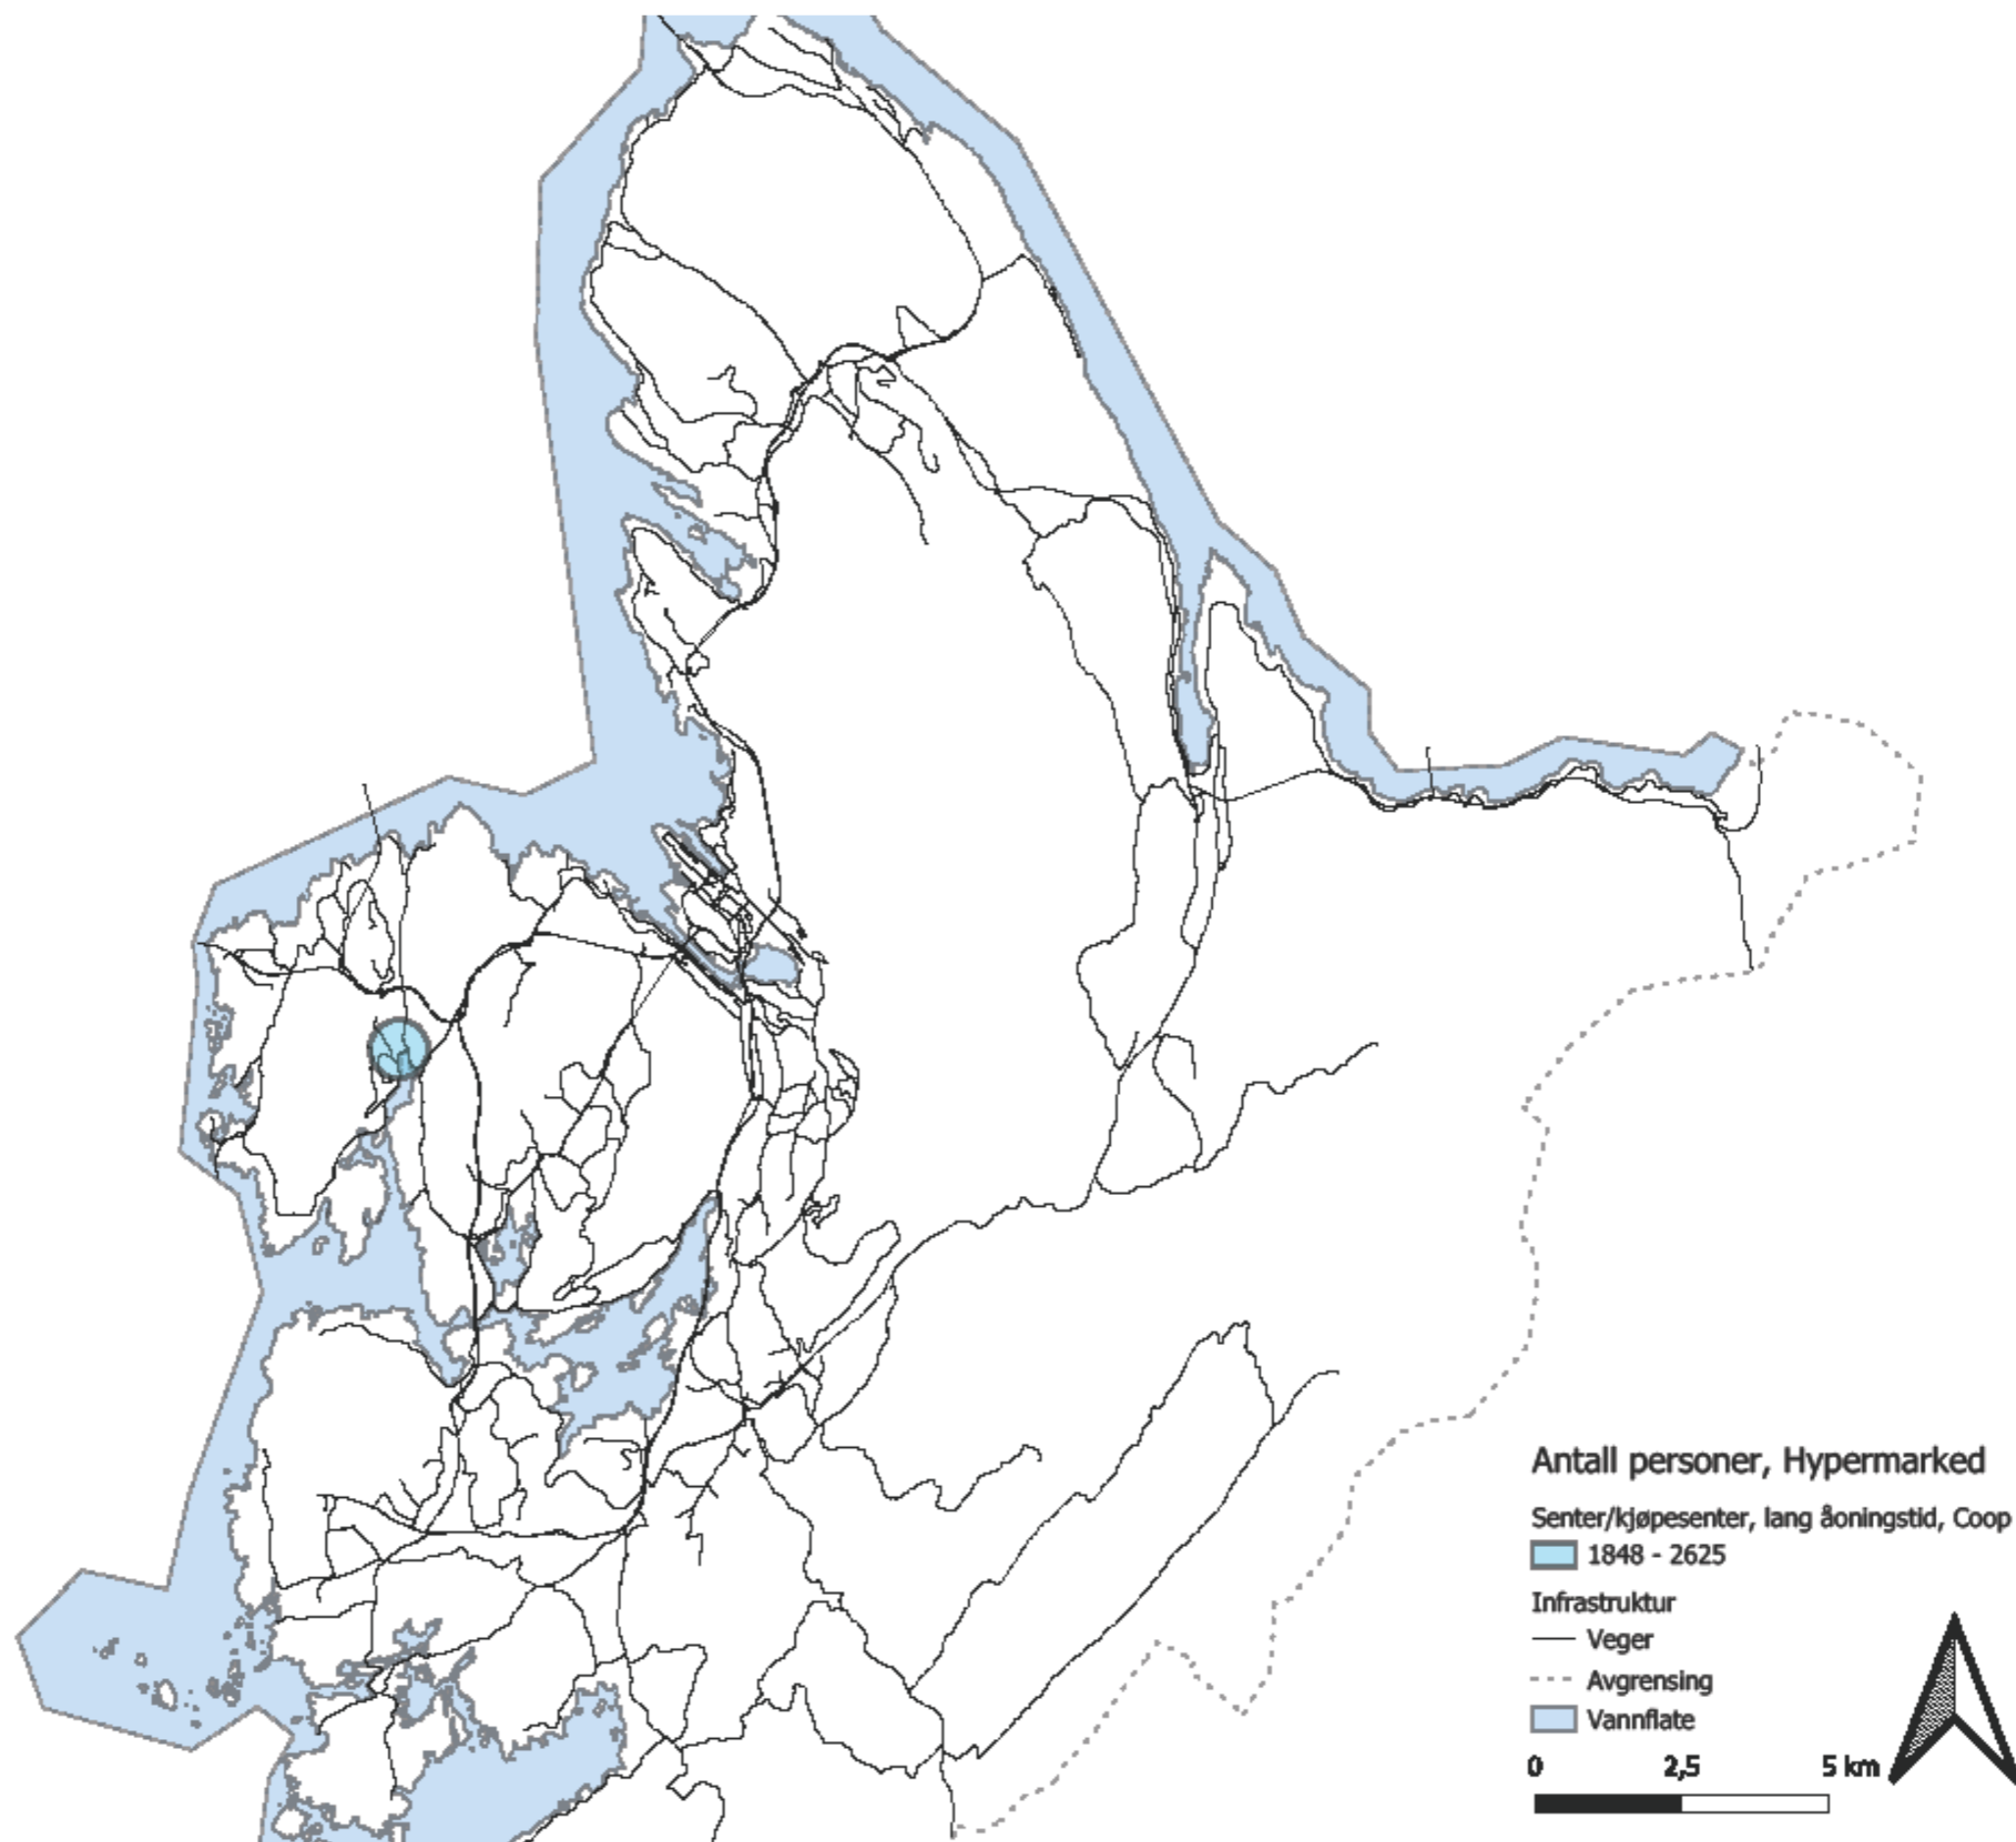 Antall personer, Hypermarked
Senter/kjøpesenter, lang åoningstid, Coop
1848 - 2625
Infrastruktur
Veger
Avgrensing
Vannflate
0 2,5 5 km